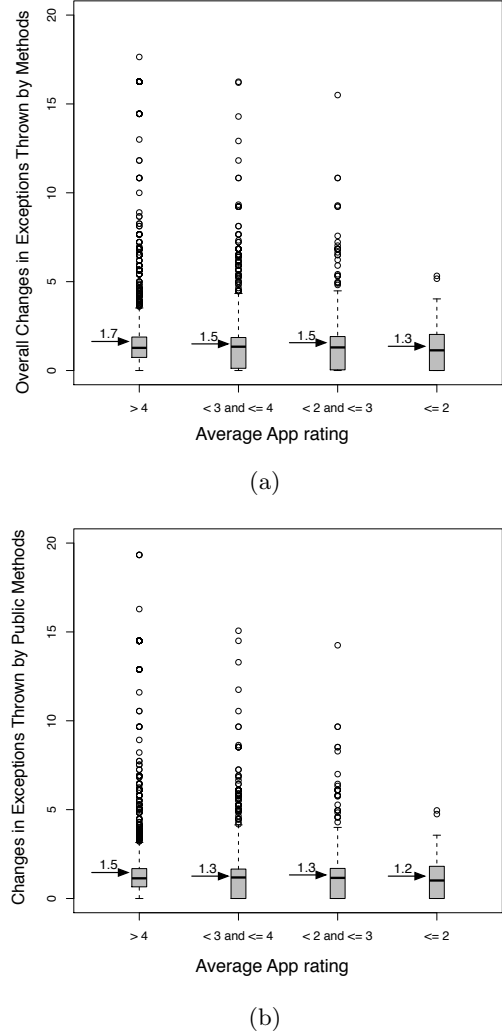 Overall Changes in Exceptions Thrown by Methods
20
15
10
5
0
1.7
1.5
1.5
1.3
> 4
< 3 and <= 4
< 2 and <= 3
<= 2
Average App rating
(a)
Changes in Exceptions Thrown by Public Methods
20
15
10
5
0
1.5
1.3
1.3
1.2
> 4
< 3 and <= 4
< 2 and <= 3
<= 2
Average App rating
(b)